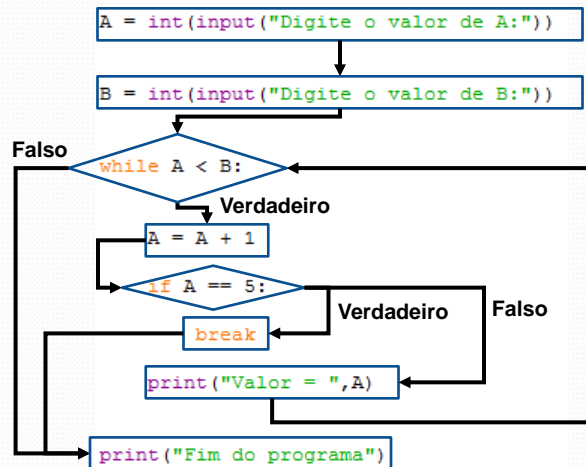 A = int(input("Digite o valor de A:"))
B = int(input("Digite o valor de B:"))
Falso
while A < B:
Verdadeiro
A = A + 1
if A == 5:
Verdadeiro
Falso
break
print("Valor = ",A)
print("Fim do programa")